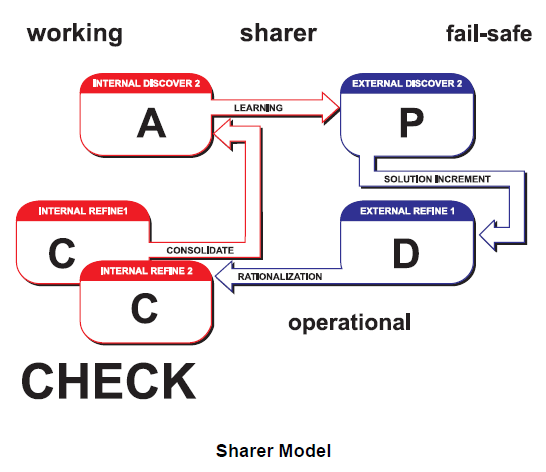 working sharer fail-safe
INTERNAL DISCOVER 2
A
LEARNING
EXTERNAL DISCOVER 2
P
SOLUTION INCREMENT
INTERNAL REFINE1
C
CONSOLIDATE
EXTERNAL REFINE 1
D
INTERNAL REFINE 2
C
RATIONALIZATION
operational
CHECK
Sharer Model